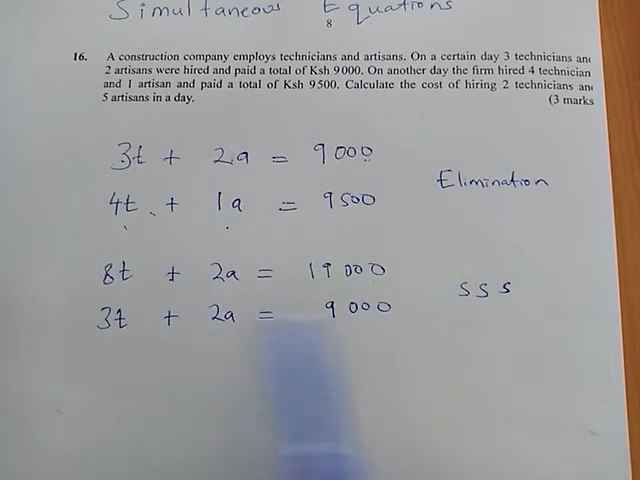 Simultaneous Equations
8
16. A construction company employs technicians and artisans. On a certain day 3 technicians and
2 artisans were hired and paid a total of Ksh 9000. On another day the firm hired 4 technician
and 1 artisan and paid a total of Ksh 9500. Calculate the cost of hiring 2 technicians and
5 artisans in a day. (3 marks
3t + 2a = 9000
4t + 1a = 9500
Elimination
8t + 2a = 19000
3t + 2a = 9000
SSS